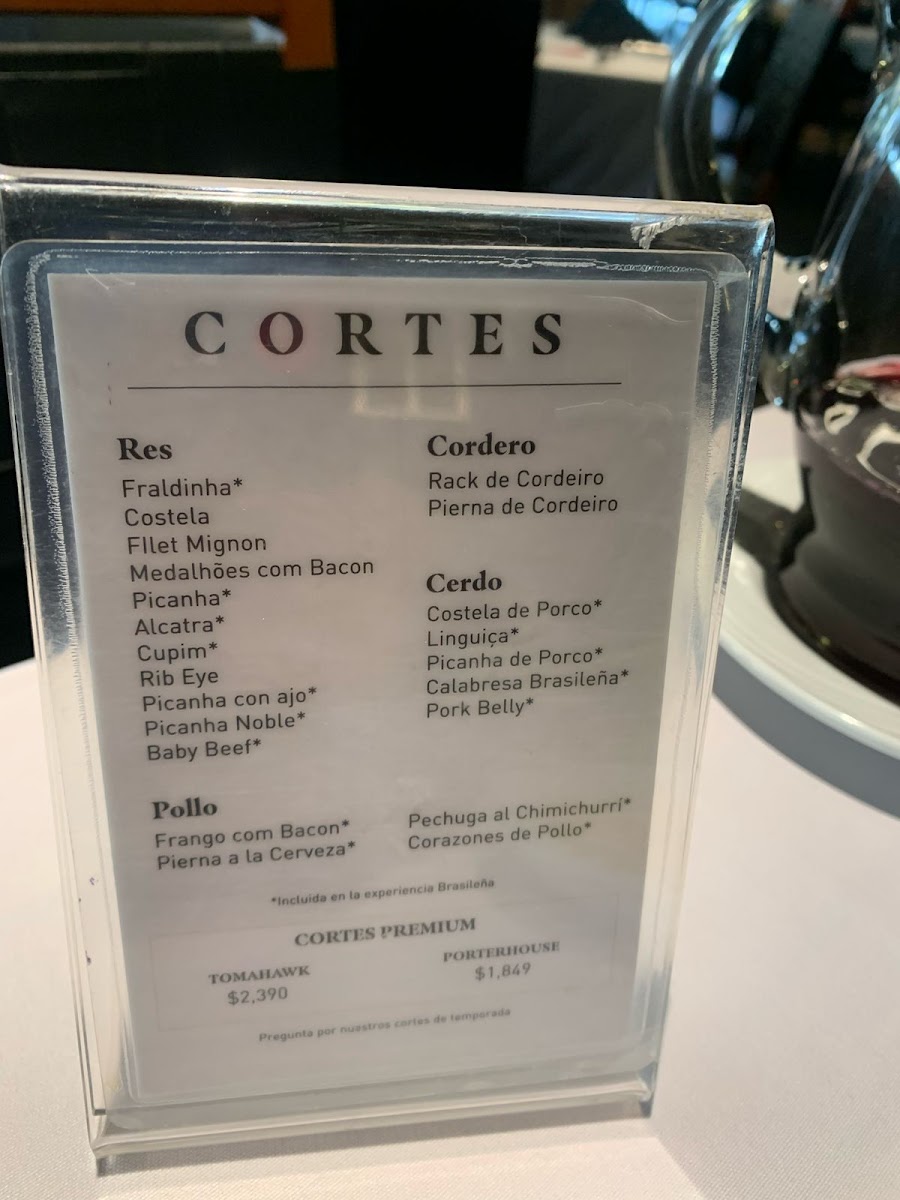 CORTES
Res
Fraldinha*
Costela
FIlet Mignon
Medalhões com Bacon
Picanha*
Alcatra*
Cupim*
Rib Eye
Picanha con ajo*
Picanha Noble*
Baby Beef*
Cordero
Rack de Cordeiro
Pierna de Cordeiro
Cerdo
Costela de Porco*
Linguiça*
Picanha de Porco*
Calabresa Brasileña*
Pork Belly*
Pollo
Frango com Bacon*
Pierna a la Cerveza*
Pechuga al Chimichurrí*
Corazones de Pollo*
*Incluida en la experiencia Brasileña
CORTES PREMIUM
TOMAHAWK
$2,390
PORTERHOUSE
$1,849
Pregunta por nuestros cortes de temporada